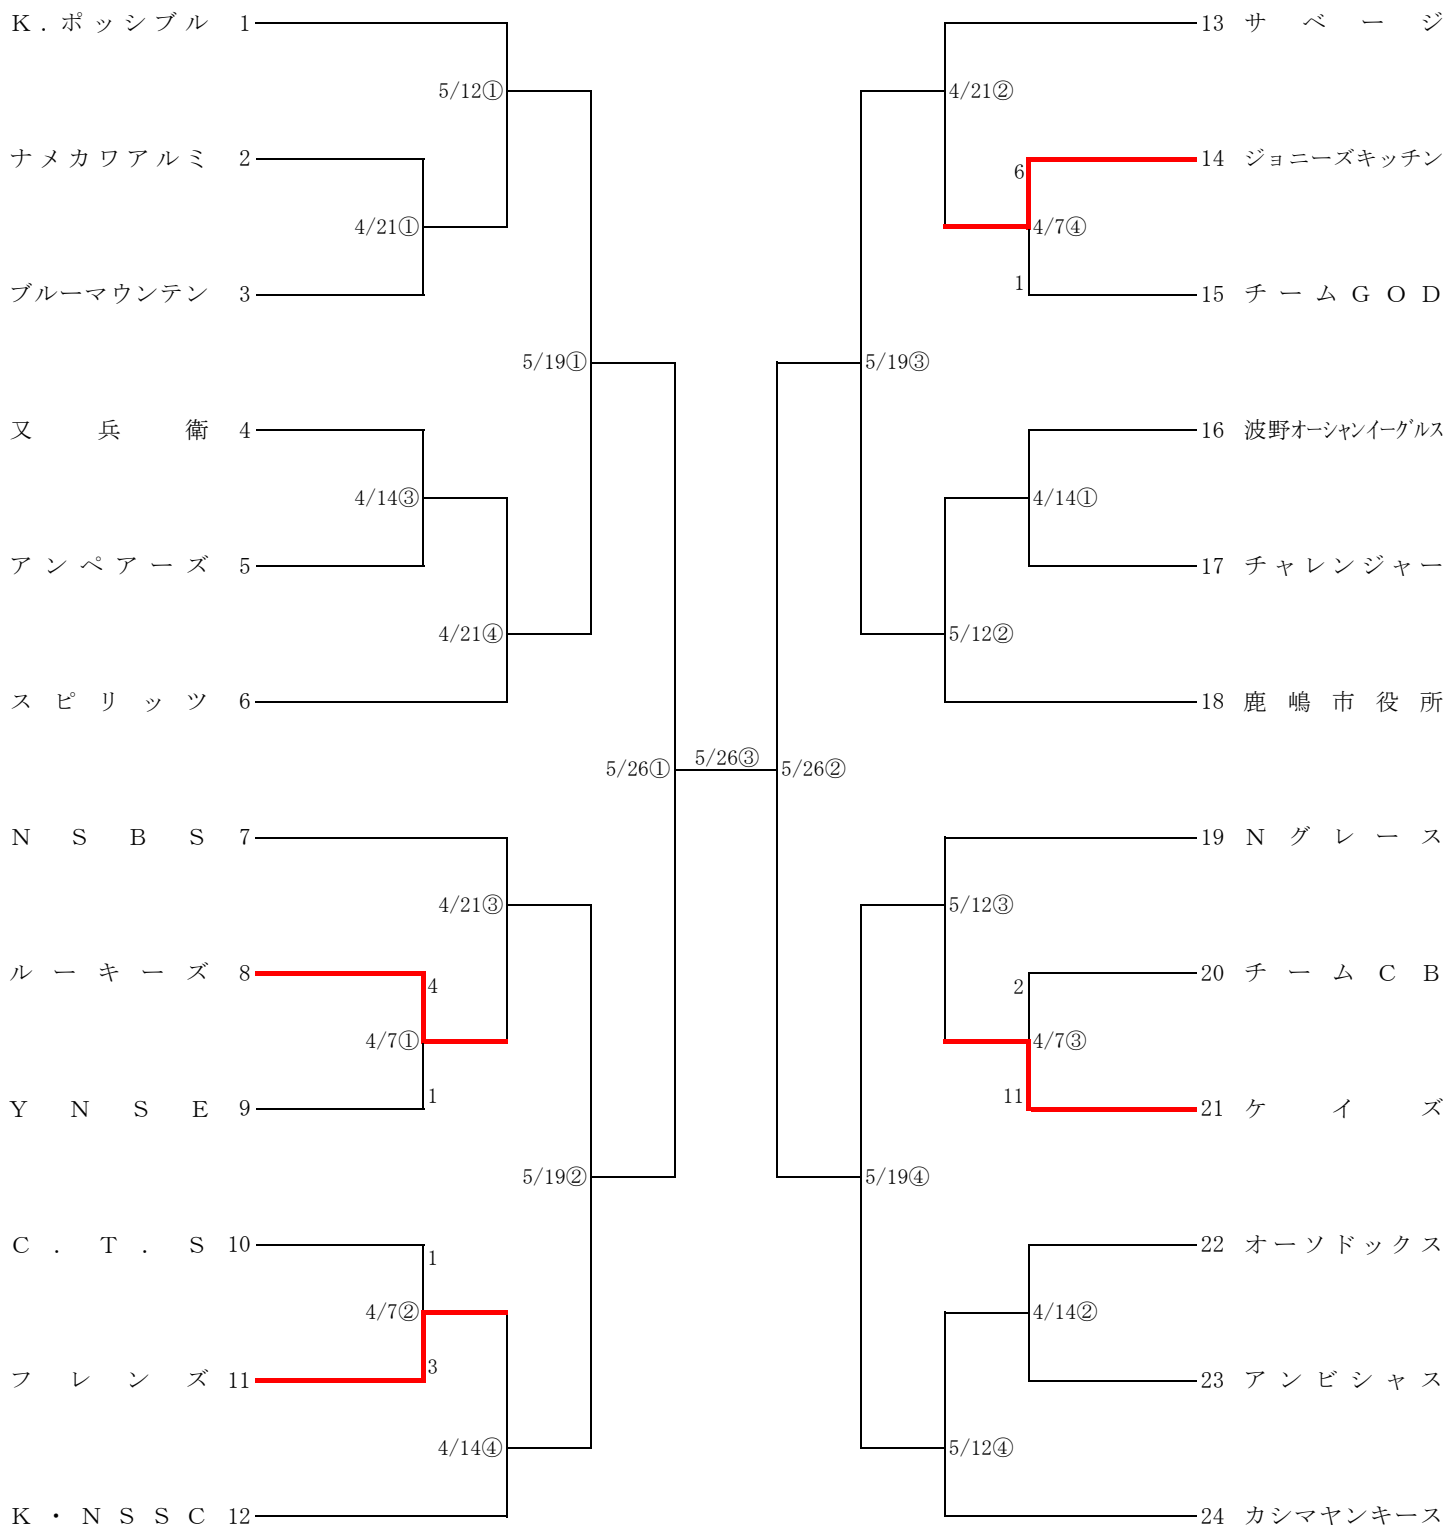 K.ポッシブル 1
13 サベージ
5/12①
4/21②
ナメカワアルミ 2
14 ジョニーズキッチン
6
4/21①
4/7④
1
ブルーマウンテン 3
15 チームGOD
5/19①
5/19③
又兵衛 4
16 波野オーシャンイーグルス
4/14③
4/14①
アンペアーズ 5
17 チャレンジャー
4/21④
5/12②
スピリッツ 6
18 鹿嶋市役所
5/26①
5/26③
5/26②
NSBS 7
19 Nグレース
4/21③
5/12③
ルーキーズ 8
20 チームCB
4
2
4/7①
4/7③
1
11
YNSE 9
21 ケイズ
5/19②
5/19④
C.T.S 10
22 オーソドックス
1
4/7②
4/14②
3
フレンズ 11
23 アンビシャス
4/14④
5/12④
K・NSSC 12
24 カシマヤンキース